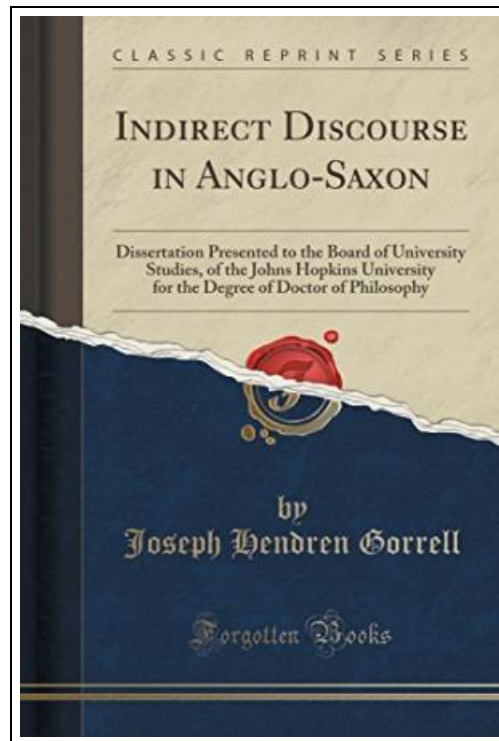 CLASSIC REPRINT SERIES
INDIRECT DISCOURSE
IN ANGLO-SAXON
Dissertation Presented to the Board of University
Studies, of the Johns Hopkins University
for the Degree of Doctor of Philosophy
by
Joseph Hendren Gorrell
Forgotten Books